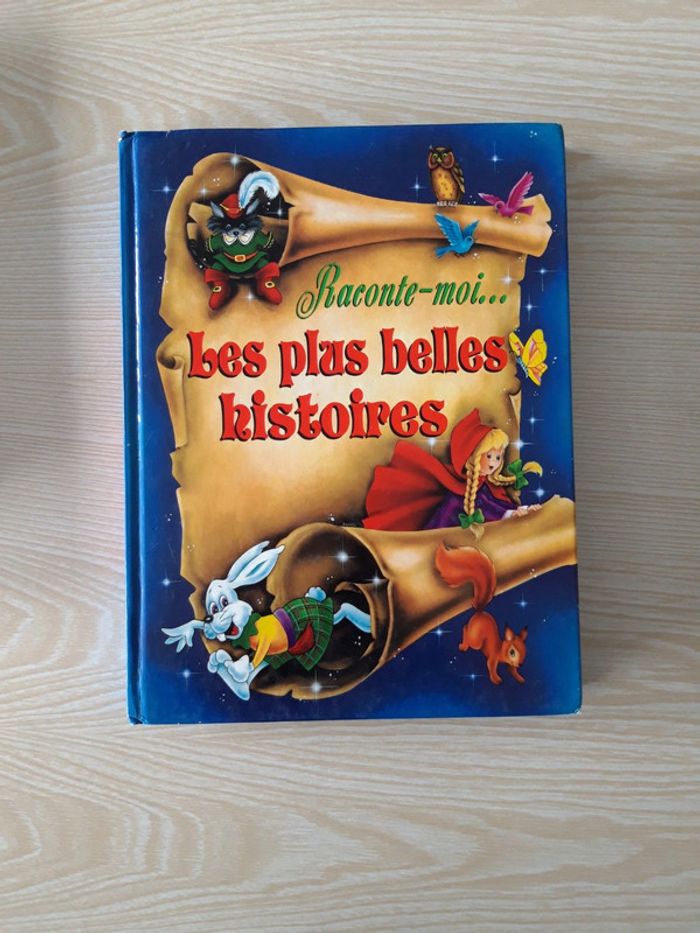 Raconte-moi...
Les plus belles
histoires